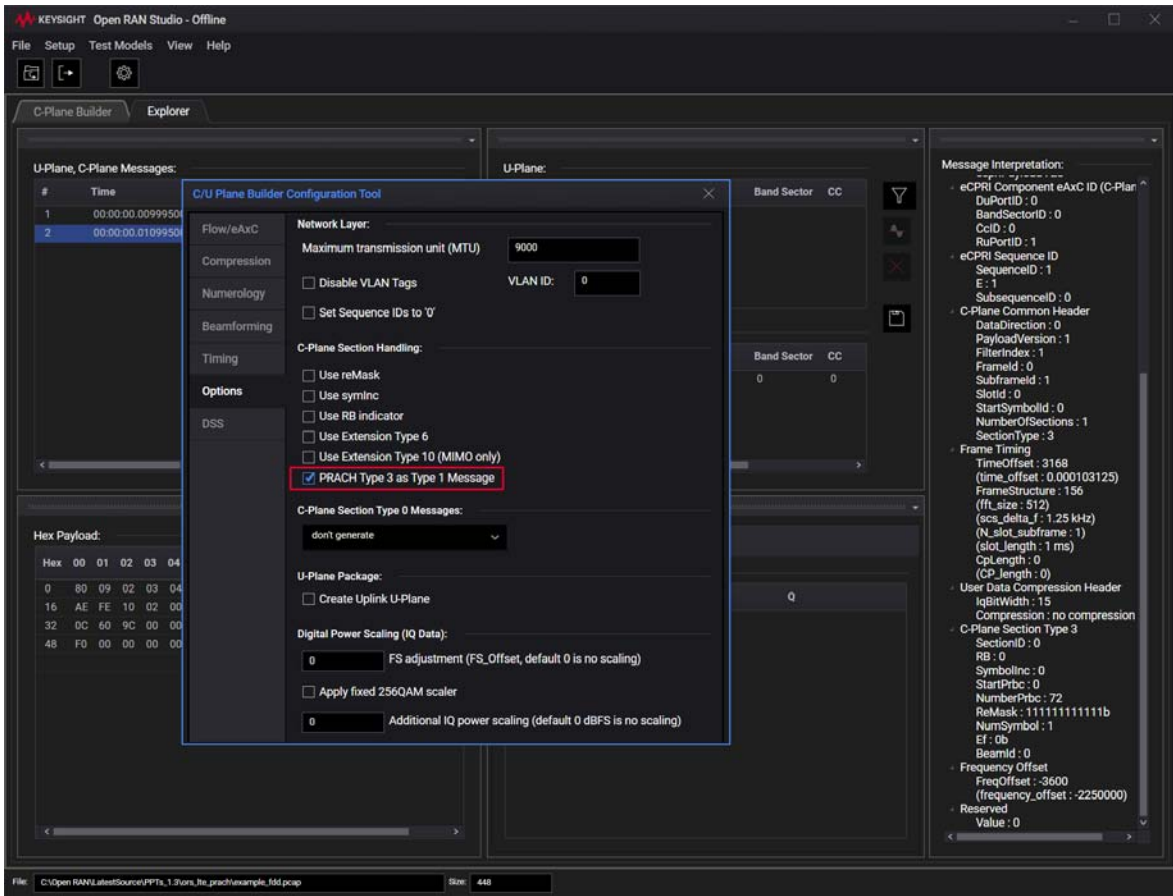 KEYSIGHT Open RAN Studio - Offline
File Setup Test Models View Help
C-Plane Builder Explorer
U-Plane, C-Plane Messages:
# Time
1 00:00:00.00999500
2 00:00:00.01099500
U-Plane:
Band Sector CC
Band Sector CC
0 0
C/U Plane Builder Configuration Tool
Flow/eAxC
Compression
Numerology
Beamforming
Timing
Options
DSS
Network Layer:
Maximum transmission unit (MTU) 9000
Disable VLAN Tags VLAN ID: 0
Set Sequence IDs to '0'
C-Plane Section Handling:
Use reMask
Use symInc
Use RB indicator
Use Extension Type 6
Use Extension Type 10 (MIMO only)
PRACH Type 3 as Type 1 Message
C-Plane Section Type 0 Messages:
don't generate
U-Plane Package:
Create Uplink U-Plane
Digital Power Scaling (IQ Data):
0 FS adjustment (FS_Offset, default 0 is no scaling)
Apply fixed 256QAM scaler
0 Additional IQ power scaling (default 0 dBFS is no scaling)
Hex Payload:
Hex 00 01 02 03 04
0 80 09 02 03 04
16 AE FE 10 02 00
32 0C 60 9C 00 00
48 F0 00 00 00 00
Q
Message Interpretation:
eCPRI Component eAxC ID (C-Plan
DuPortID : 0
BandSectorID : 0
CcID : 0
RuPortID : 1
eCPRI Sequence ID
SequenceID : 1
E : 1
SubsequenceID : 0
C-Plane Common Header
DataDirection : 0
PayloadVersion : 1
FilterIndex : 1
FrameId : 0
SubframeId : 1
SlotId : 0
StartSymbolId : 0
NumberOfSections : 1
SectionType : 3
Frame Timing
TimeOffset : 3168
(time_offset : 0.000103125)
FrameStructure : 156
(fft_size : 512)
(scs_delta_f : 1.25 kHz)
(N_slot_subframe : 1)
(slot_length : 1 ms)
CpLength : 0
(CP_length : 0)
User Data Compression Header
IqBitWidth : 15
Compression : no compression
C-Plane Section Type 3
SectionID : 0
RB : 0
SymbolInc : 0
StartPrbc : 0
NumberPrbc : 72
ReMask : 111111111111b
NumSymbol : 1
Ef : 0b
BeamId : 0
Frequency Offset
FreqOffset : -3600
(frequency_offset : -2250000)
Reserved
Value : 0
File: C:\Open RAN\LatestSource\PPTs_1.3\ors_lte_prach\example_fdd.pcap Size: 448